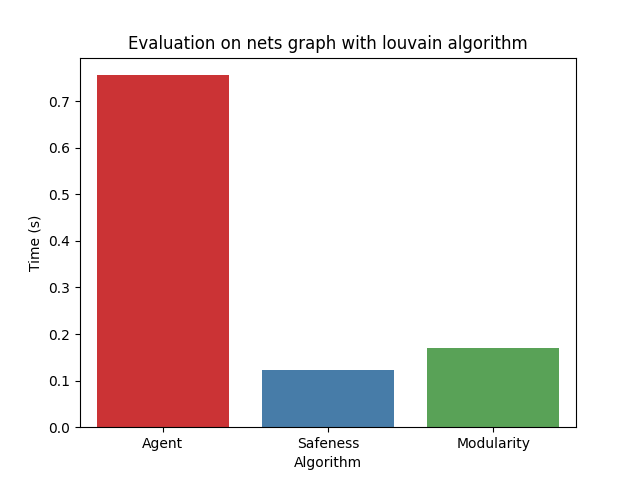 Evaluation on nets graph with louvain algorithm
Time (s)
0.7
0.6
0.5
0.4
0.3
0.2
0.1
0.0
Agent
Safeness
Modularity
Algorithm